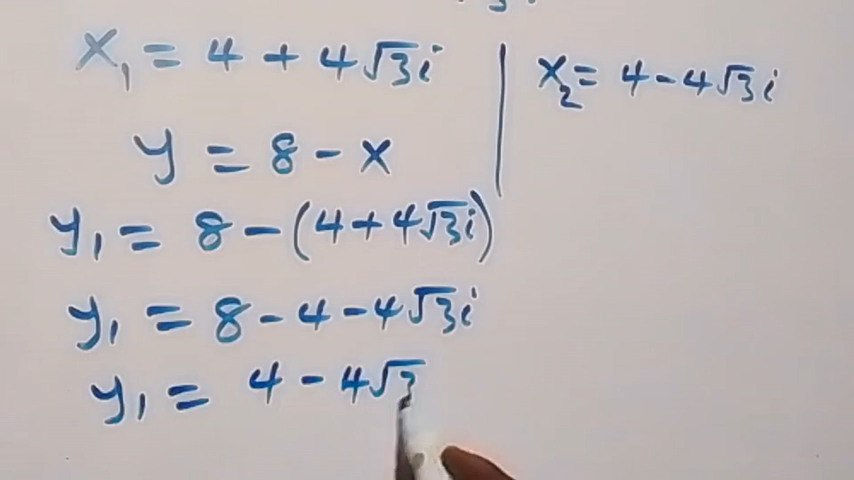 x₁ = 4 + 4√3i | x₂ = 4 - 4√3i
y = 8 - x
y₁ = 8 - (4 + 4√3i)
y₁ = 8 - 4 - 4√3i
y₁ = 4 - 4√3